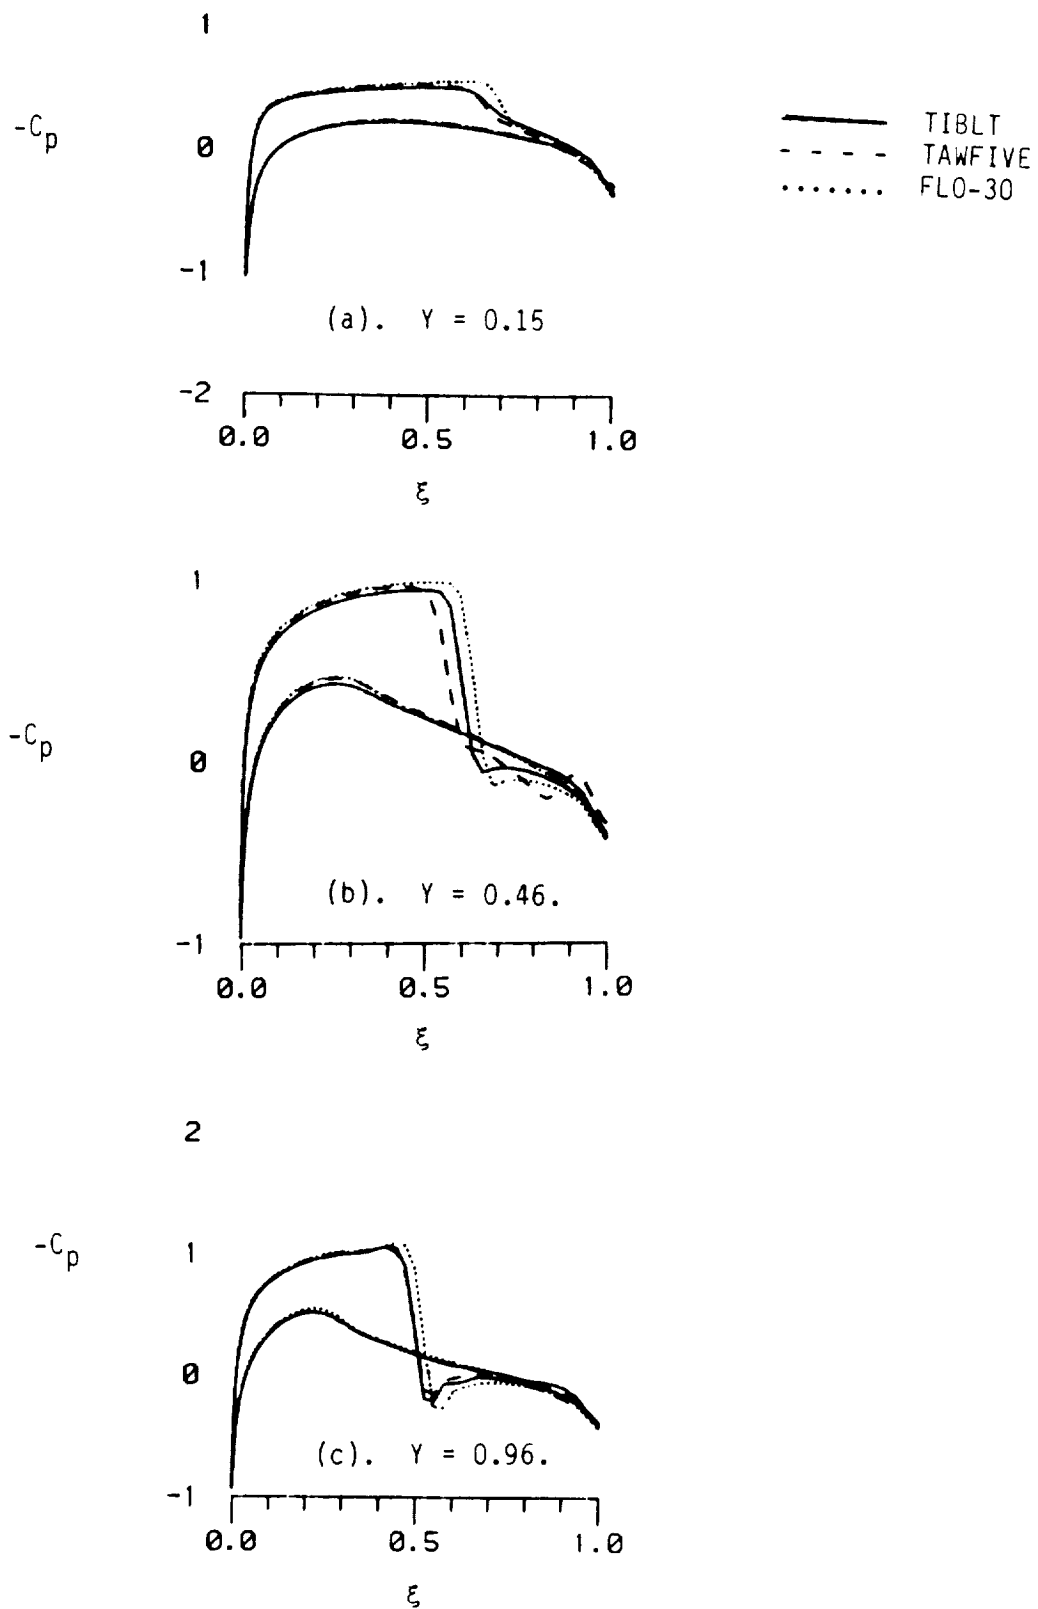 1
-Cp
0
-1
(a). Y = 0.15
-2
0.0 0.5 1.0
ξ
TIBLT
TAWFIVE
FLO-30
1
-Cp
0
(b). Y = 0.46.
-1
0.0 0.5 1.0
ξ
2
-Cp
1
0
(c). Y = 0.96.
-1
0.0 0.5 1.0
ξ